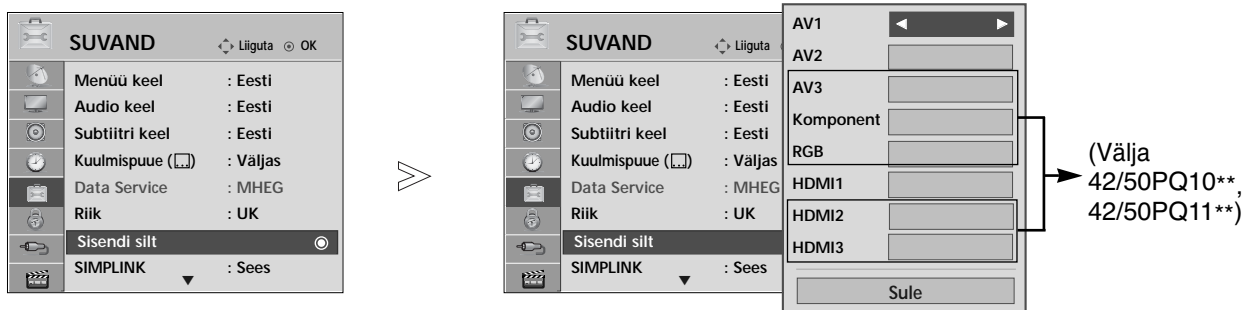 SUVAND Liiguta OK
Menüü keel : Eesti
Audio keel : Eesti
Subtiitri keel : Eesti
Kuulmispuue ( ) : Väljas
Data Service : MHEG
Riik : UK
Sisendi silt
SIMPLINK : Sees
SUVAND Liiguta
Menüü keel : Eesti
Audio keel : Eesti
Subtiitri keel : Eesti
Kuulmispuue ( ) : Väljas
Data Service : MHEG
Riik : UK
Sisendi silt
SIMPLINK : Sees
AV1
AV2
AV3
Komponent
RGB
HDMI1
HDMI2
HDMI3
Sule
(Välja
42/50PQ10**,
42/50PQ11**)